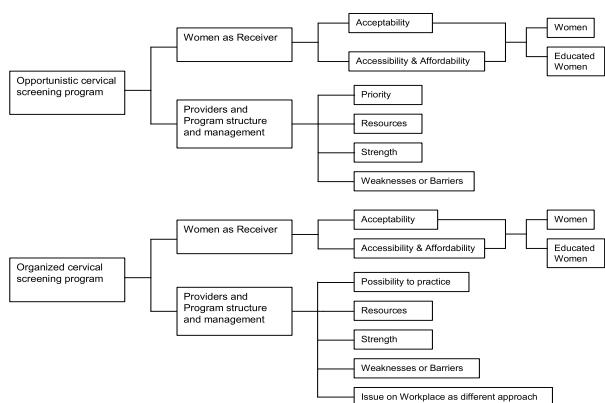 Opportunistic cervical
screening program
Women as Receiver
Acceptability
Accessibility & Affordability
Women
Educated
Women
Providers and
Program structure
and management
Priority
Resources
Strength
Weaknesses or Barriers
Organized cervical
screening program
Women as Receiver
Acceptability
Accessibility & Affordability
Women
Educated
Women
Providers and
Program structure
and management
Possibility to practice
Resources
Strength
Weaknesses or Barriers
Issue on Workplace as different approach